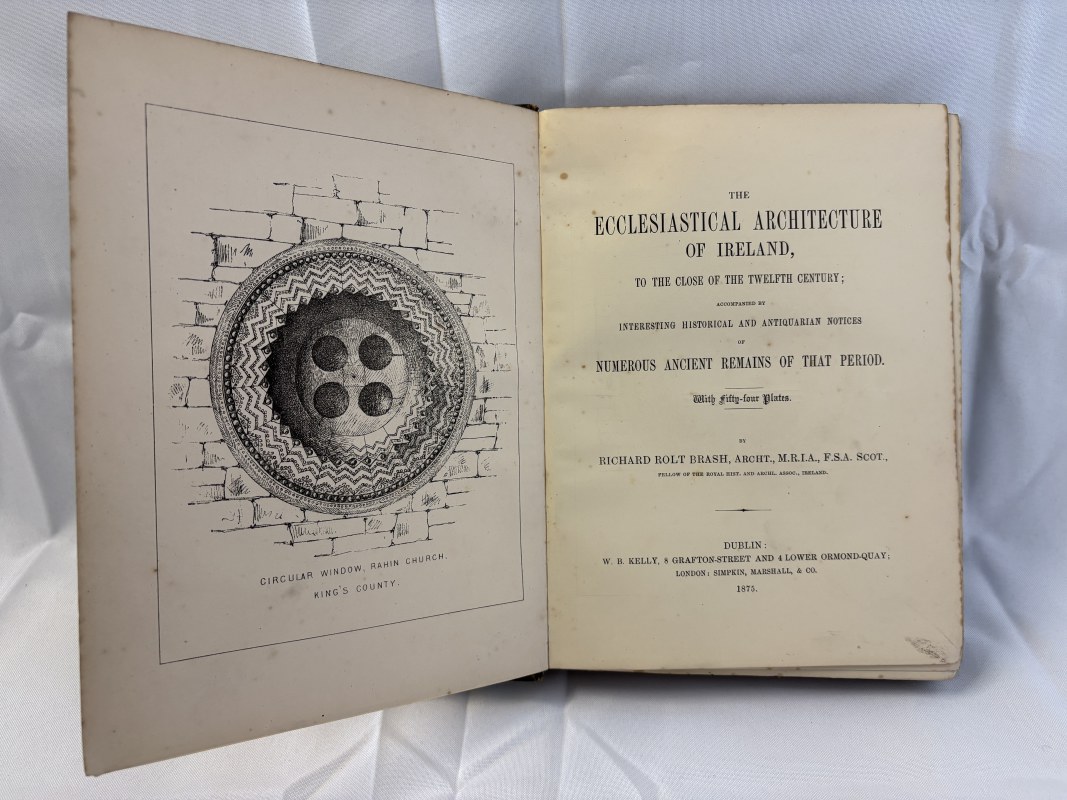 CIRCULAR WINDOW, RAHIN CHURCH.
KING'S COUNTY.
THE
ECCLESIASTICAL ARCHITECTURE
OF IRELAND,
TO THE CLOSE OF THE TWELFTH CENTURY;
ACCOMPANIED BY
INTERESTING HISTORICAL AND ANTIQUARIAN NOTICES
OF
NUMEROUS ANCIENT REMAINS OF THAT PERIOD.
With Fifty-four Plates.
BY
RICHARD ROLT BRASH, ARCHT., M.R.I.A., F.S.A. SCOT.,
FELLOW OF THE ROYAL HIST. AND ARCHL. ASSOC., IRELAND.
DUBLIN:
W. B. KELLY, 8 GRAFTON-STREET AND 4 LOWER ORMOND-QUAY;
LONDON: SIMPKIN, MARSHALL, & CO.
1875.